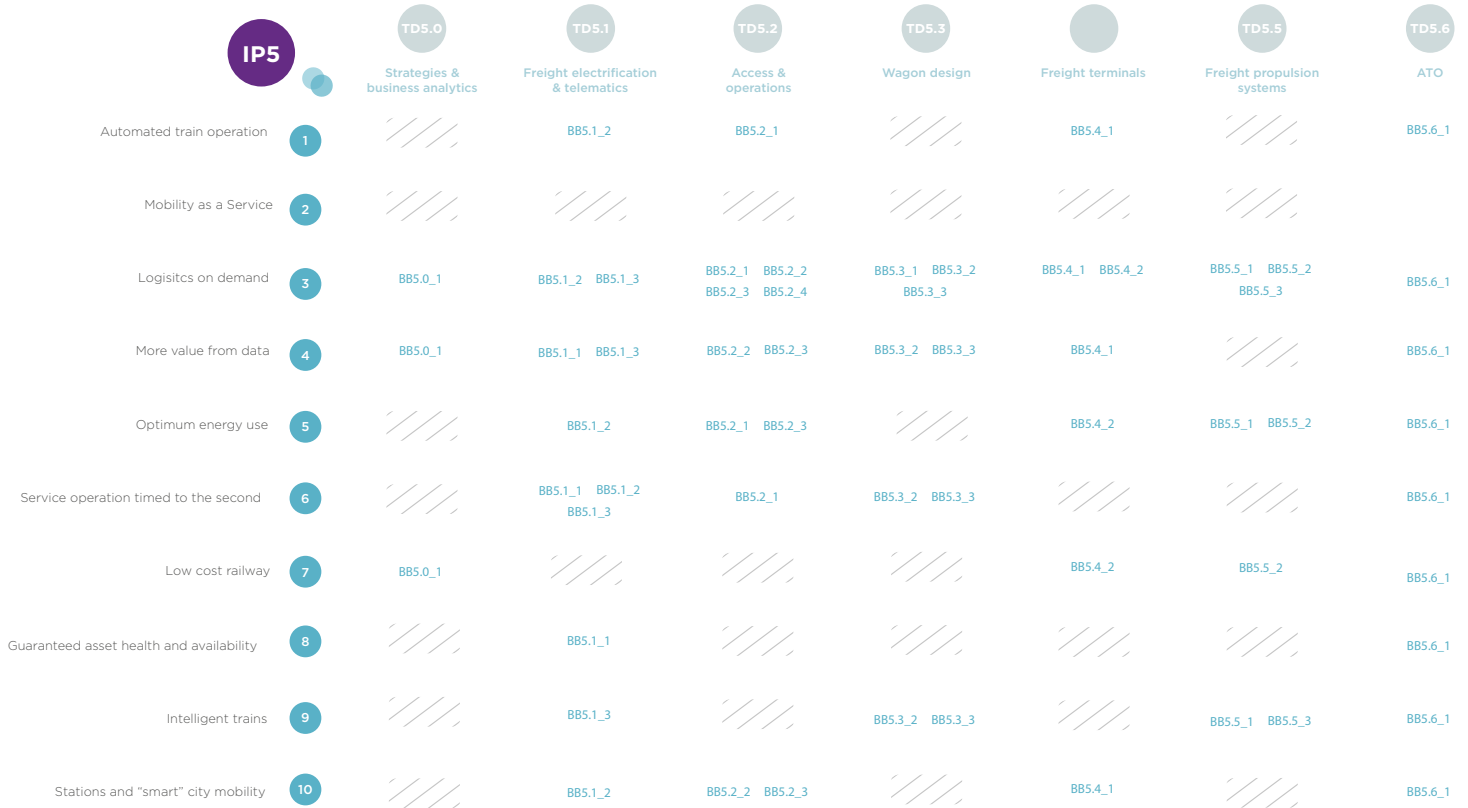 IP5
TD5.0 TD5.1 TD5.2 TD5.3 TD5.5 TD5.6
Strategies & Freight electrification Access & Wagon design Freight terminals Freight propulsion ATO
business analytics & telematics operations systems
Automated train operation 1 BB5.1_2 BB5.2_1 BB5.4_1 BB5.6_1
Mobility as a Service 2
BB5.2_1 BB5.2_2 BB5.3_1 BB5.3_2 BB5.4_1 BB5.4_2 BB5.5_1 BB5.5_2
Logisitcs on demand 3 BB5.0_1 BB5.1_2 BB5.1_3 BB5.6_1
BB5.2_3 BB5.2_4 BB5.3_3 BB5.5_3
More value from data 4 BB5.0_1 BB5.1_1 BB5.1_3 BB5.2_2 BB5.2_3 BB5.3_2 BB5.3_3 BB5.4_1 BB5.6_1
Optimum energy use 5 BB5.1_2 BB5.2_1 BB5.2_3 BB5.4_2 BB5.5_1 BB5.5_2 BB5.6_1
Service operation timed to the second 6 BB5.1_1 BB5.1_2 BB5.2_1 BB5.3_2 BB5.3_3 BB5.6_1
BB5.1_3
Low cost railway 7 BB5.0_1 BB5.4_2 BB5.5_2 BB5.6_1
Guaranteed asset health and availability 8 BB5.1_1 BB5.6_1
Intelligent trains 9 BB5.1_3 BB5.3_2 BB5.3_3 BB5.5_1 BB5.5_3 BB5.6_1
Stations and “smart” city mobility 10 BB5.1_2 BB5.2_2 BB5.2_3 BB5.4_1 BB5.6_1